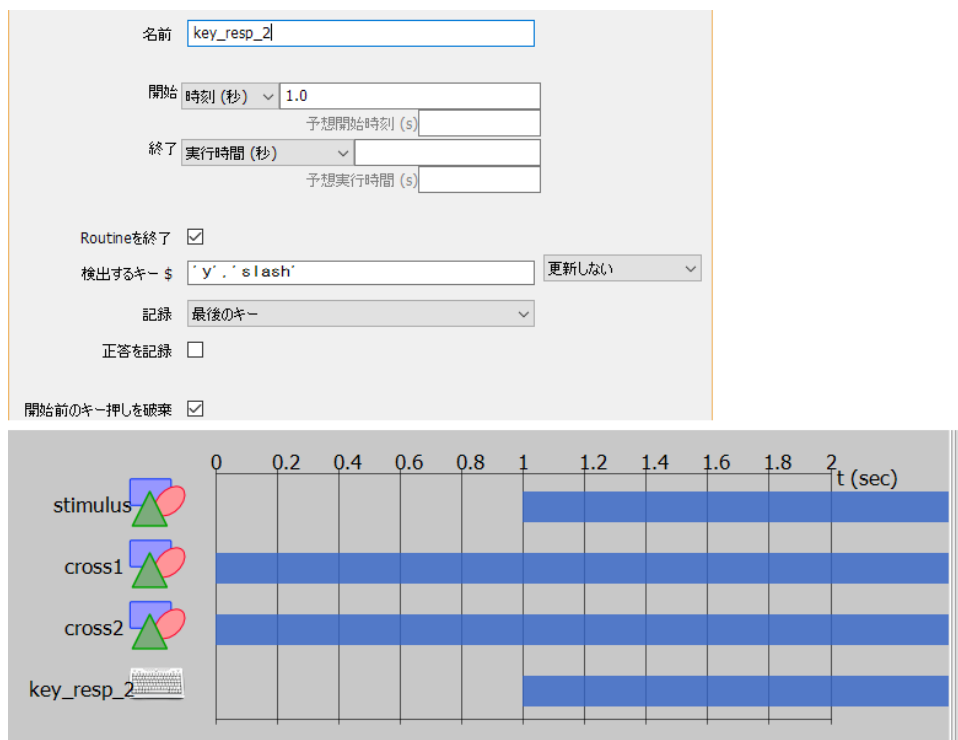 名前 key_resp_2
開始 時刻 (秒) 1.0
予想開始時刻 (s)
終了 実行時間 (秒)
予想実行時間 (s)
Routineを終了
検出するキー $ 'y','slash' 更新しない
記録 最後のキー
正答を記録
開始前のキー押しを破棄
0 0.2 0.4 0.6 0.8 1 1.2 1.4 1.6 1.8 2
t (sec)
stimulus
cross1
cross2
key_resp_2